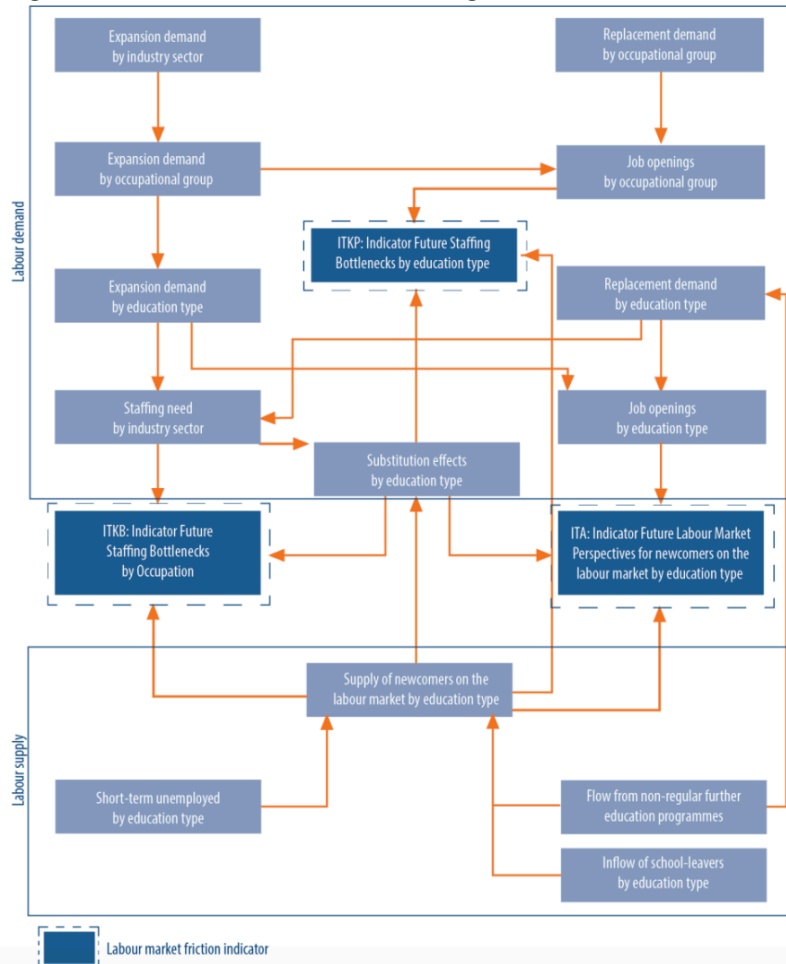 Expansion demand
by industry sector
Replacement demand
by occupational group
Expansion demand
by occupational group
Job openings
by occupational group
Labour demand
ITKP: Indicator Future Staffing
Bottlenecks by education type
Expansion demand
by education type
Replacement demand
by education type
Staffing need
by industry sector
Job openings
by education type
Substitution effects
by education type
ITKB: Indicator Future
Staffing Bottlenecks
by Occupation
ITA: Indicator Future Labour Market
Perspectives for newcomers on the
labour market by education type
Supply of newcomers on the
labour market by education type
Labour supply
Short-term unemployed
by education type
Flow from non-regular further
education programmes
Inflow of school-leavers
by education type
Labour market friction indicator